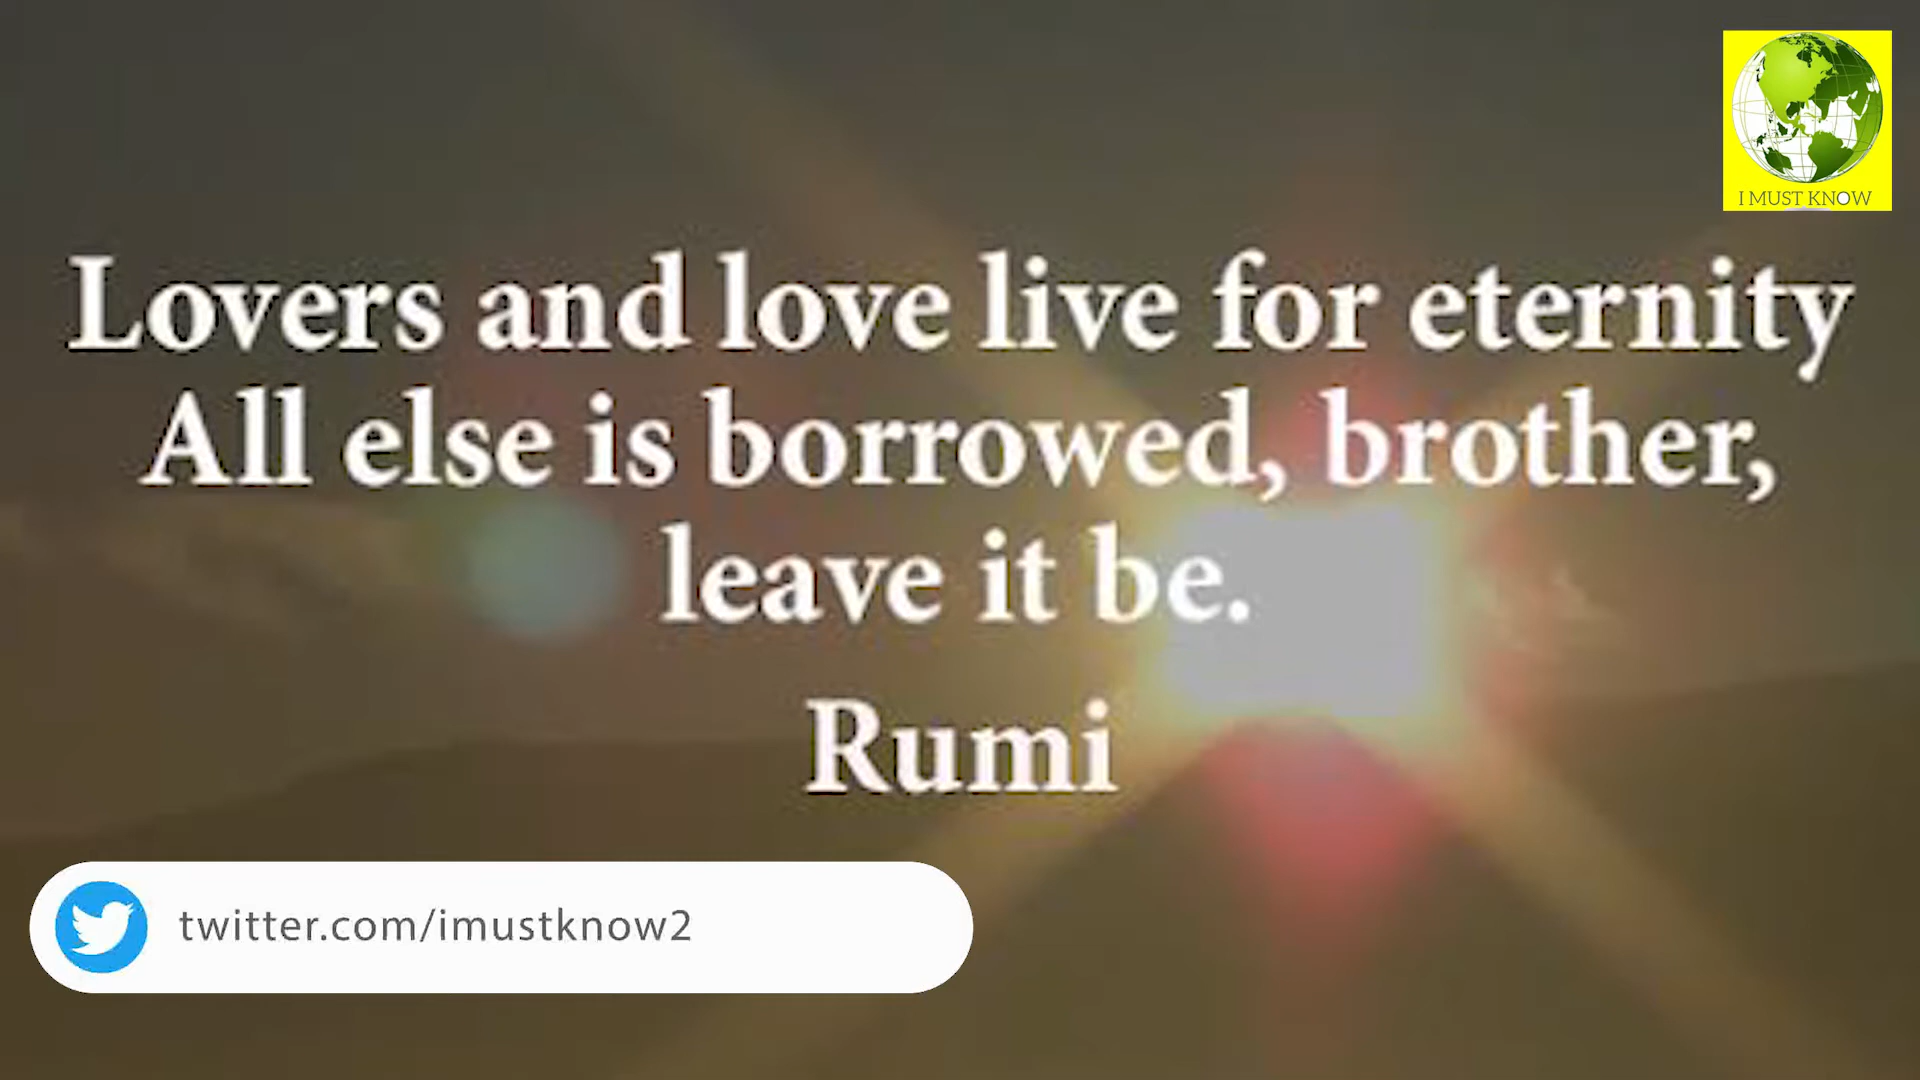 I MUST KNOW
Lovers and love live for eternity
All else is borrowed, brother,
leave it be.
Rumi
twitter.com/imustknow2